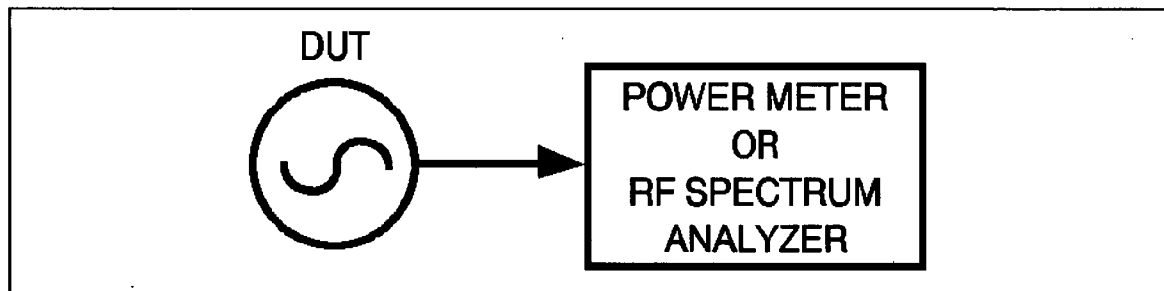 DUT
POWER METER
OR
RF SPECTRUM
ANALYZER